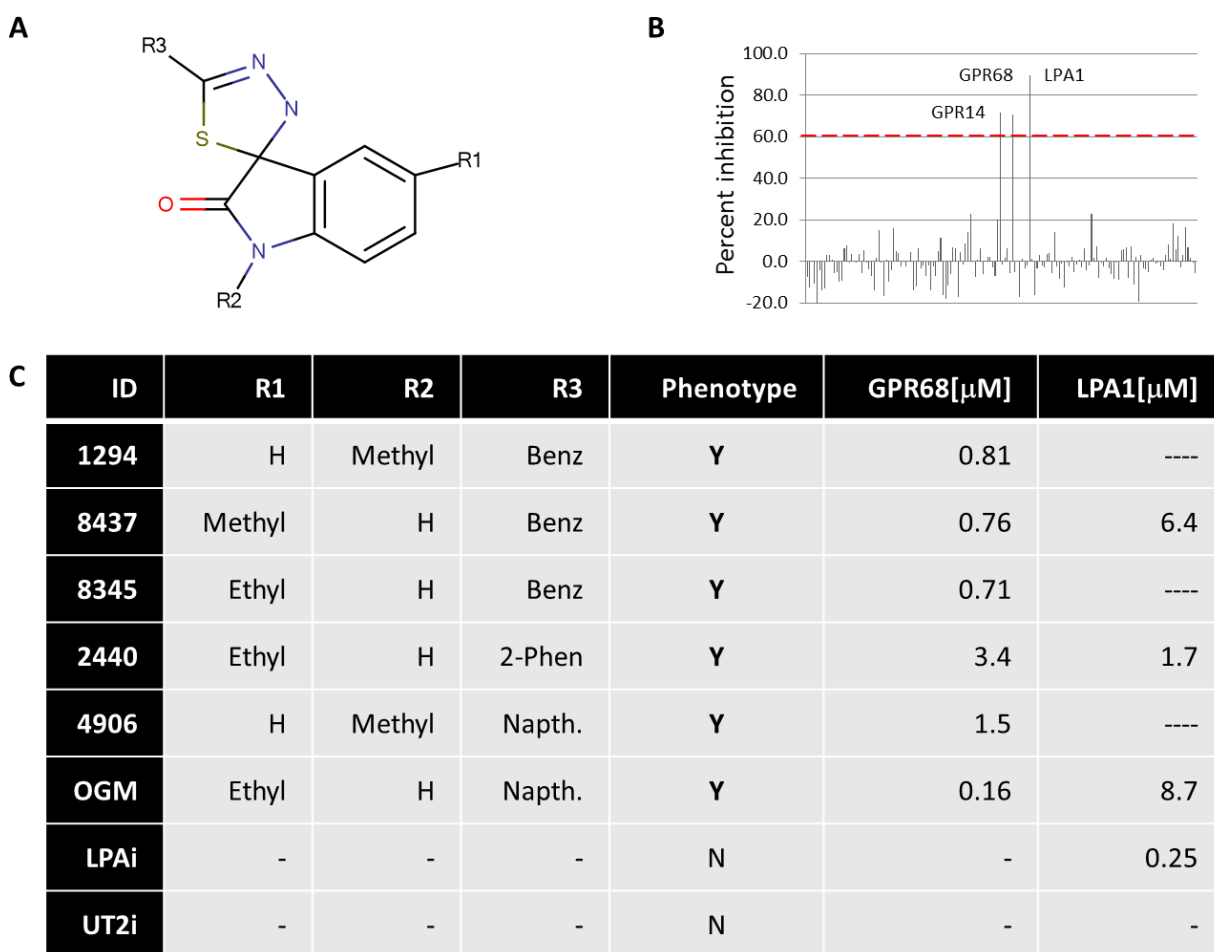 A
R3
N
N
S
R1
O
N
R2
B
100.0
80.0
60.0
40.0
20.0
0.0
-20.0
Percent inhibition
GPR68 LPA1
GPR14
C
ID R1 R2 R3 Phenotype GPR68[μM] LPA1[μM]
1294 H Methyl Benz Y 0.81 ----
8437 Methyl H Benz Y 0.76 6.4
8345 Ethyl H Benz Y 0.71 ----
2440 Ethyl H 2-Phen Y 3.4 1.7
4906 H Methyl Napth. Y 1.5 ----
OGM Ethyl H Napth. Y 0.16 8.7
LPAi - - - N - 0.25
UT2i - - - N - -